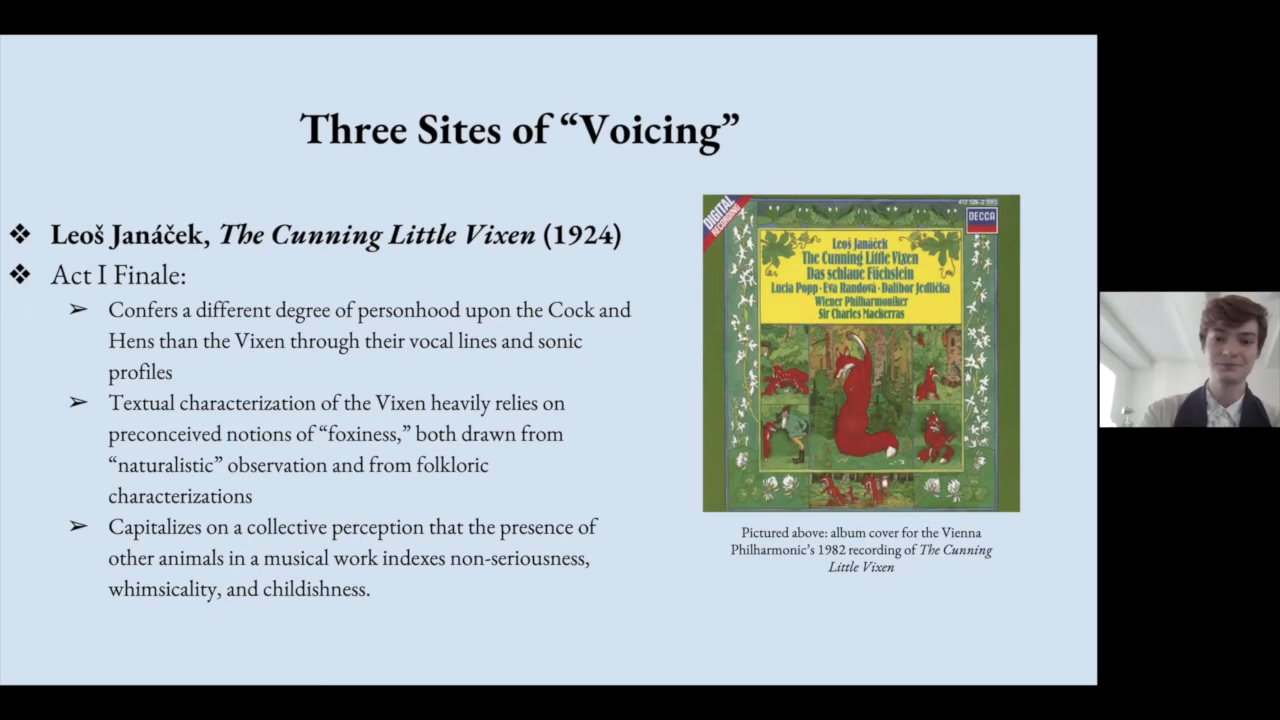 Three Sites of “Voicing”
❖ Leoš Janáček, The Cunning Little Vixen (1924)
❖ Act I Finale:
➢ Confers a different degree of personhood upon the Cock and
Hens than the Vixen through their vocal lines and sonic
profiles
➢ Textual characterization of the Vixen heavily relies on
preconceived notions of “foxiness,” both drawn from
“naturalistic” observation and from folkloric
characterizations
➢ Capitalizes on a collective perception that the presence of
other animals in a musical work indexes non-seriousness,
whimsicality, and childishness.
DIGITAL
RECORDING
DECCA
Leoš Janáček
The Cunning Little Vixen
Das schlaue Füchslein
Lucia Popp · Eva Randová · Dalibor Jedlička
Wiener Philharmoniker
Sir Charles Mackerras
Pictured above: album cover for the Vienna
Philharmonic’s 1982 recording of The Cunning
Little Vixen